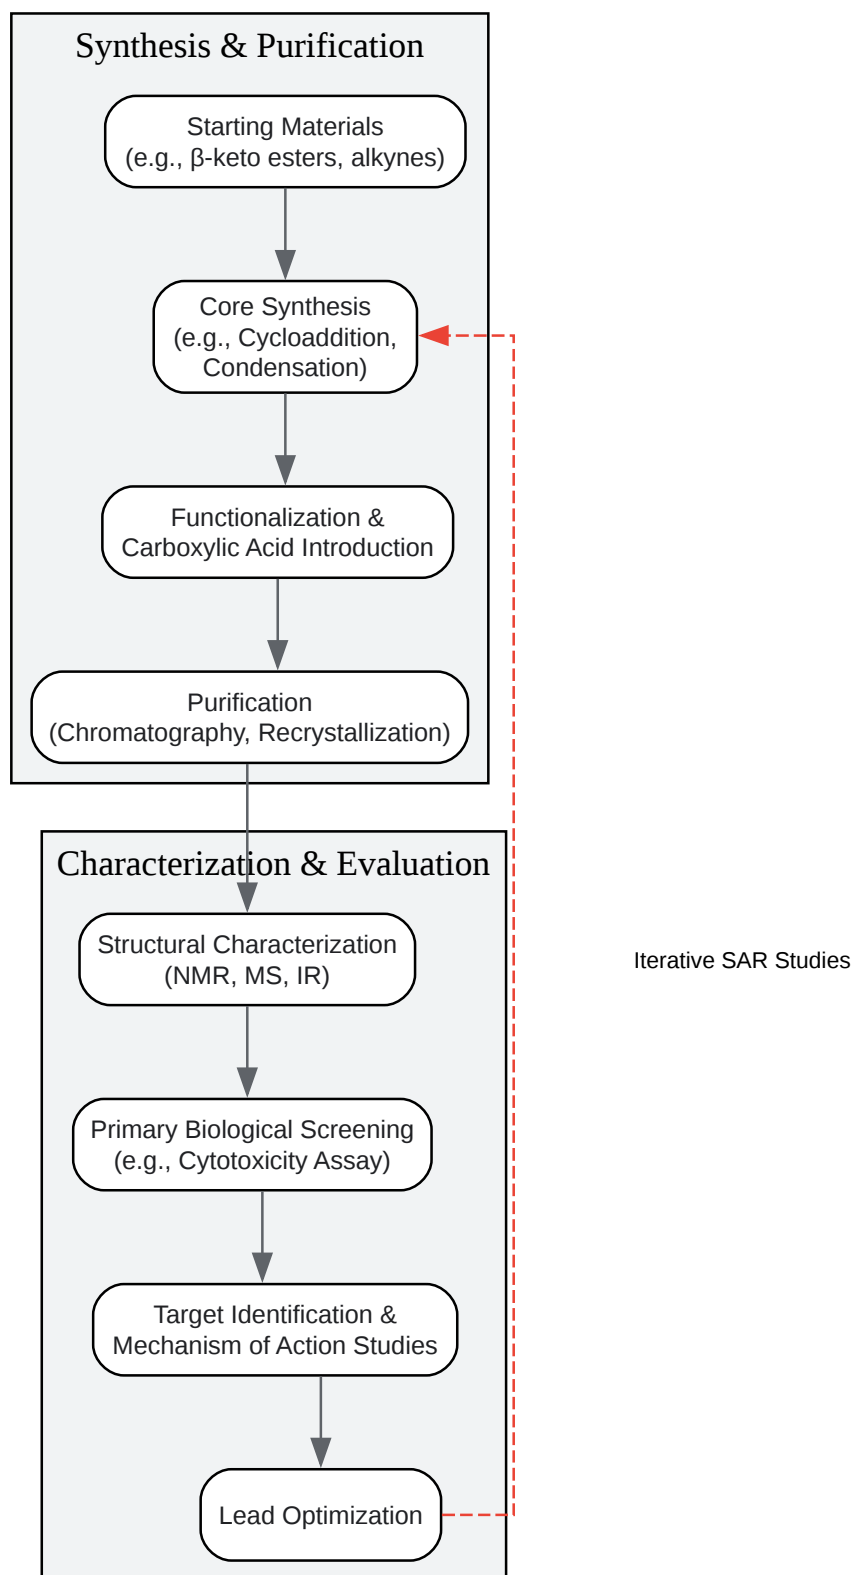 Synthesis & Purification
Starting Materials
(e.g., β-keto esters, alkynes)
Core Synthesis
(e.g., Cycloaddition,
Condensation)
Functionalization &
Carboxylic Acid Introduction
Purification
(Chromatography, Recrystallization)
Characterization & Evaluation
Structural Characterization
(NMR, MS, IR)
Iterative SAR Studies
Primary Biological Screening
(e.g., Cytotoxicity Assay)
Target Identification &
Mechanism of Action Studies
Lead Optimization